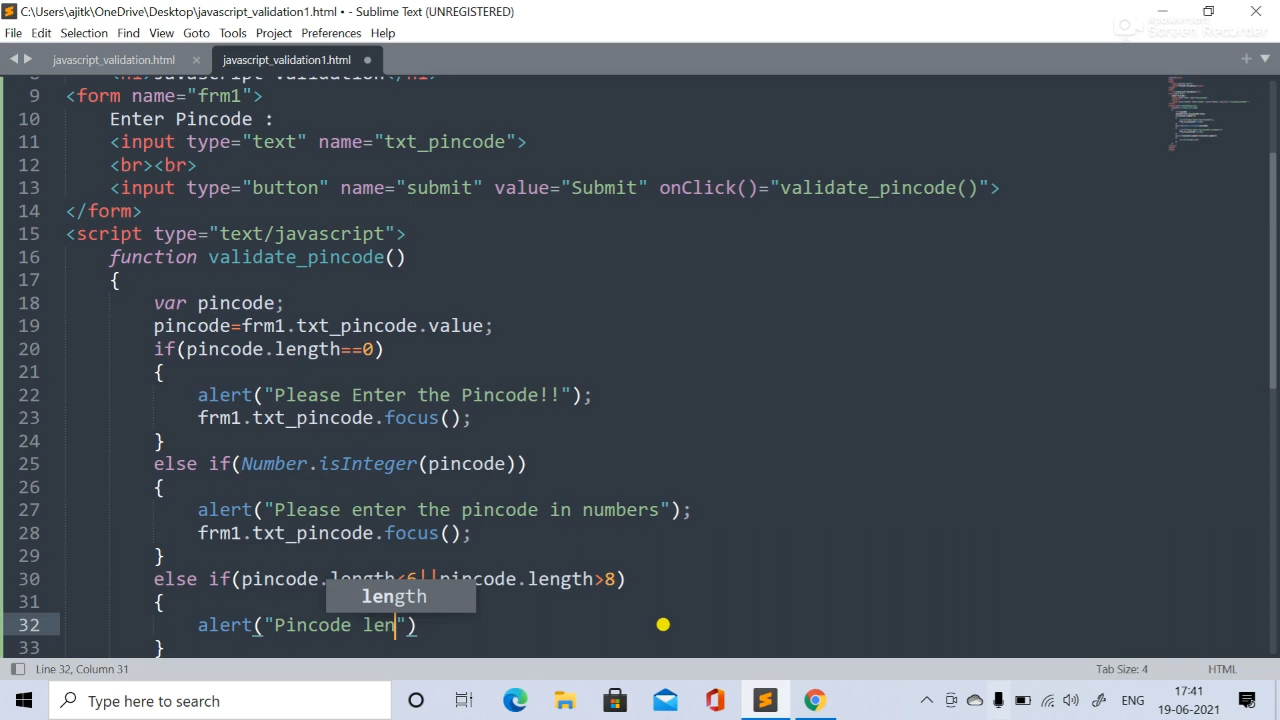 C:\Users\ajitk\OneDrive\Desktop\javascript_validation1.html • - Sublime Text (UNREGISTERED)
File Edit Selection Find View Goto Tools Project Preferences Help
Screen Recorder
javascript_validation.html × javascript_validation1.html
8 <h1>Javascript Validation</h1>
9 <form name="frm1">
10 Enter Pincode :
11 <input type="text" name="txt_pincode">
12 <br><br>
13 <input type="button" name="submit" value="Submit" onClick()="validate_pincode()">
14 </form>
15 <script type="text/javascript">
16 function validate_pincode()
17 {
18 var pincode;
19 pincode=frm1.txt_pincode.value;
20 if(pincode.length==0)
21 {
22 alert("Please Enter the Pincode!!");
23 frm1.txt_pincode.focus();
24 }
25 else if(Number.isInteger(pincode))
26 {
27 alert("Please enter the pincode in numbers");
28 frm1.txt_pincode.focus();
29 }
30 else if(pincode.length<6||pincode.length>8)
31 {
length
32 alert("Pincode len")
33 }
Line 32, Column 31 Tab Size: 4 HTML
Type here to search ENG 17:41
19-06-2021